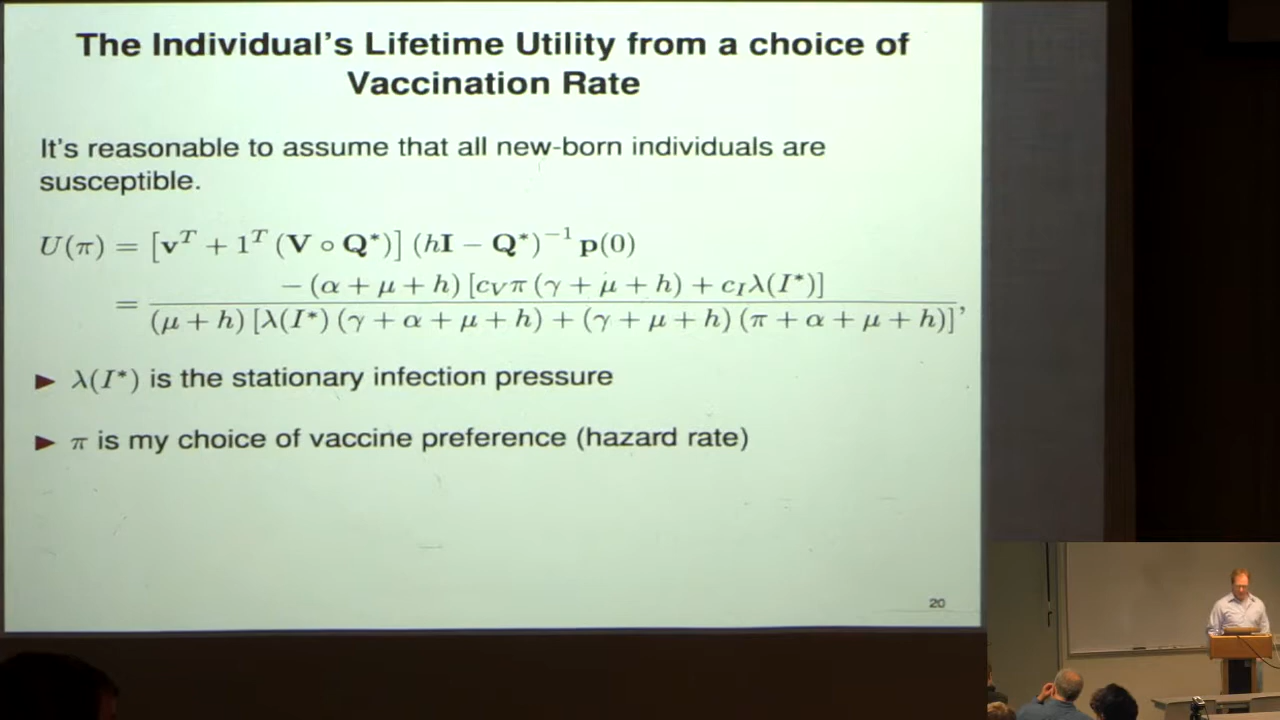 The Individual's Lifetime Utility from a choice of
Vaccination Rate
It's reasonable to assume that all new-born individuals are
susceptible.
U(π) = [v^T + 1^T (V ∘ Q*)] (hI − Q*)^{−1} p(0)
= −(α + μ + h) [c_V π (γ + μ + h) + c_I λ(I*)] / (μ + h) [λ(I*) (γ + α + μ + h) + (γ + μ + h) (π + α + μ + h)],
► λ(I*) is the stationary infection pressure
► π is my choice of vaccine preference (hazard rate)
20